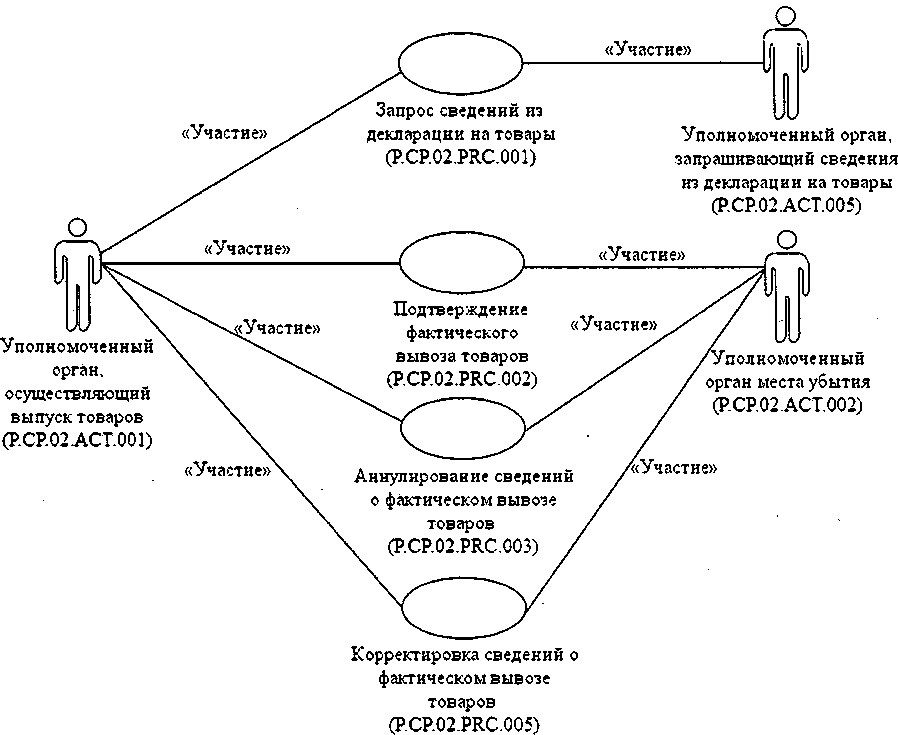 «Участие»
Запрос сведений из
декларации на товары
(P.CP.02.PRC.001)
Уполномоченный орган,
запрашивающий сведения
из декларации на товары
(P.CP.02.ACT.005)
«Участие»
Уполномоченный
орган,
осуществляющий
выпуск товаров
(P.CP.02.ACT.001)
«Участие»
«Участие»
Подтверждение
фактического
вывоза товаров
(P.CP.02.PRC.002)
Уполномоченный
орган места убытия
(P.CP.02.ACT.002)
«Участие»
«Участие»
Аннулирование сведений
о фактическом вывозе
товаров
(P.CP.02.PRC.003)
«Участие»
«Участие»
Корректировка сведений о
фактическом вывозе
товаров
(P.CP.02.PRC.005)